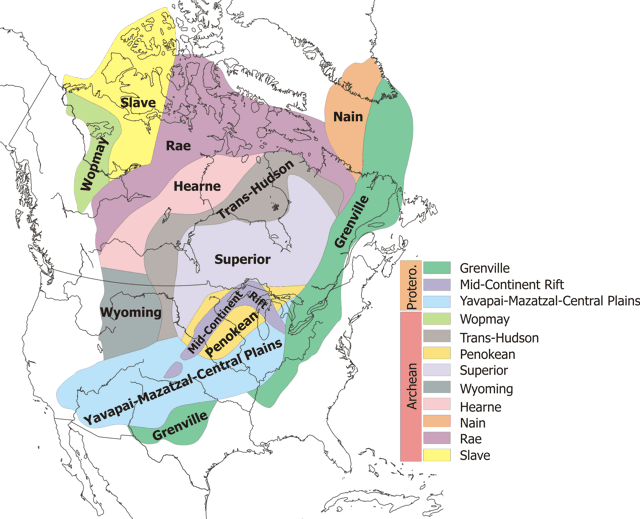 Slave
Nain
Rae
Wopmay
Hearne
Trans-Hudson
Grenville
Superior
Wyoming
Mid-Continent Rift
Penokean
Yavapai-Mazatzal-Central Plains
Grenville
Protero.
Archean
Grenville
Mid-Continent Rift
Yavapai-Mazatzal-Central Plains
Wopmay
Trans-Hudson
Penokean
Superior
Wyoming
Hearne
Nain
Rae
Slave